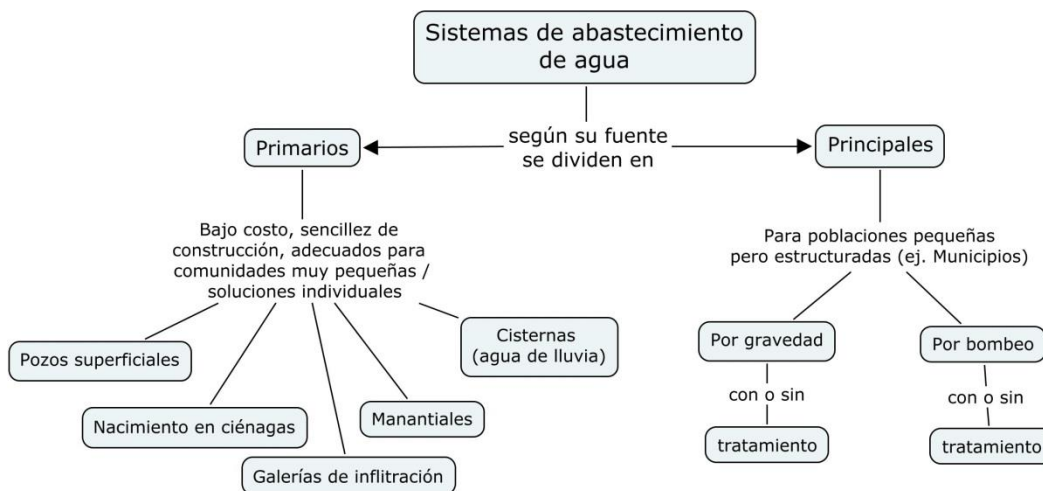 Sistemas de abastecimiento
de agua
según su fuente
se dividen en
Primarios
Principales
Bajo costo, sencillez de
construcción, adecuados para
comunidades muy pequeñas /
soluciones individuales
Pozos superficiales
Nacimiento en ciénagas
Galerías de inflitración
Manantiales
Cisternas
(agua de lluvia)
Para poblaciones pequeñas
pero estructuradas (ej. Municipios)
Por gravedad
con o sin
tratamiento
Por bombeo
con o sin
tratamiento